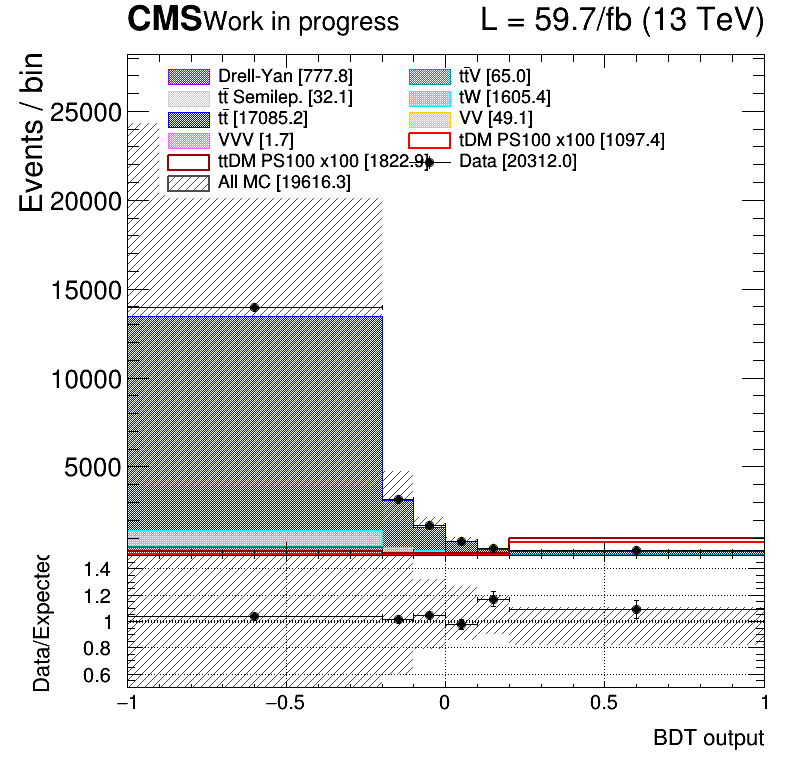 CMS Work in progress L = 59.7/fb (13 TeV)
Events / bin
Drell-Yan [777.8] tt̄V [65.0]
tt̄ Semilep. [32.1] tW [1605.4]
tt̄ [17085.2] VV [49.1]
VVV [1.7] tDM PS100 x100 [1097.4]
ttDM PS100 x100 [1822.9] Data [20312.0]
All MC [19616.3]
25000
20000
15000
10000
5000
Data/Expected
1.4
1.2
1
0.8
0.6
−1 −0.5 0 0.5 1
BDT output